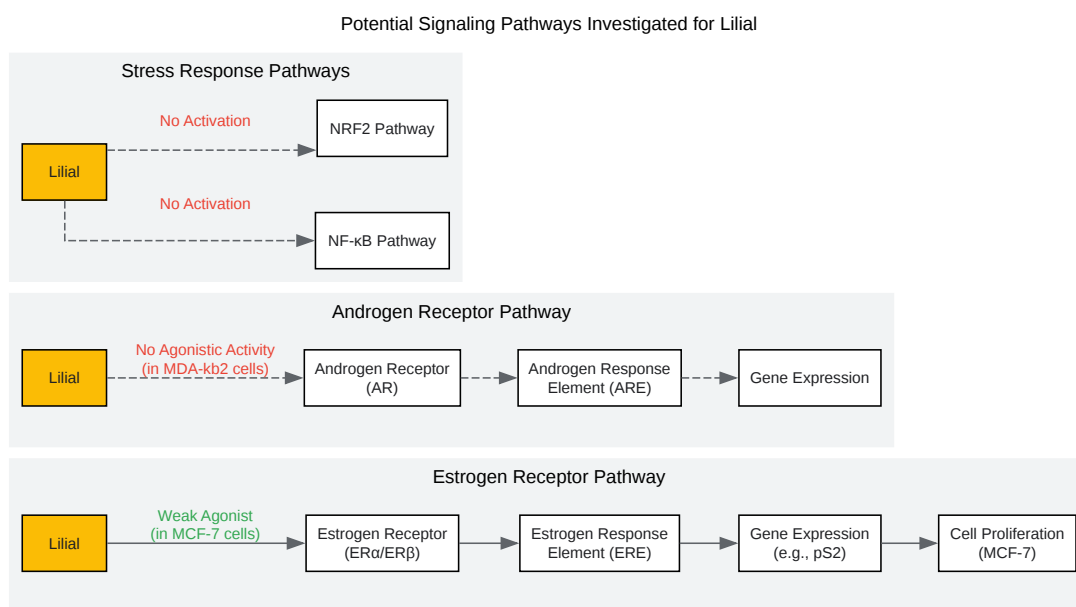 Potential Signaling Pathways Investigated for Lilial
Stress Response Pathways
No Activation
NRF2 Pathway
Lilial
No Activation
NF-κB Pathway
Androgen Receptor Pathway
Lilial
No Agonistic Activity
(in MDA-kb2 cells)
Androgen Receptor
(AR)
Androgen Response
Element (ARE)
Gene Expression
Estrogen Receptor Pathway
Lilial
Weak Agonist
(in MCF-7 cells)
Estrogen Receptor
(ERα/ERβ)
Estrogen Response
Element (ERE)
Gene Expression
(e.g., pS2)
Cell Proliferation
(MCF-7)